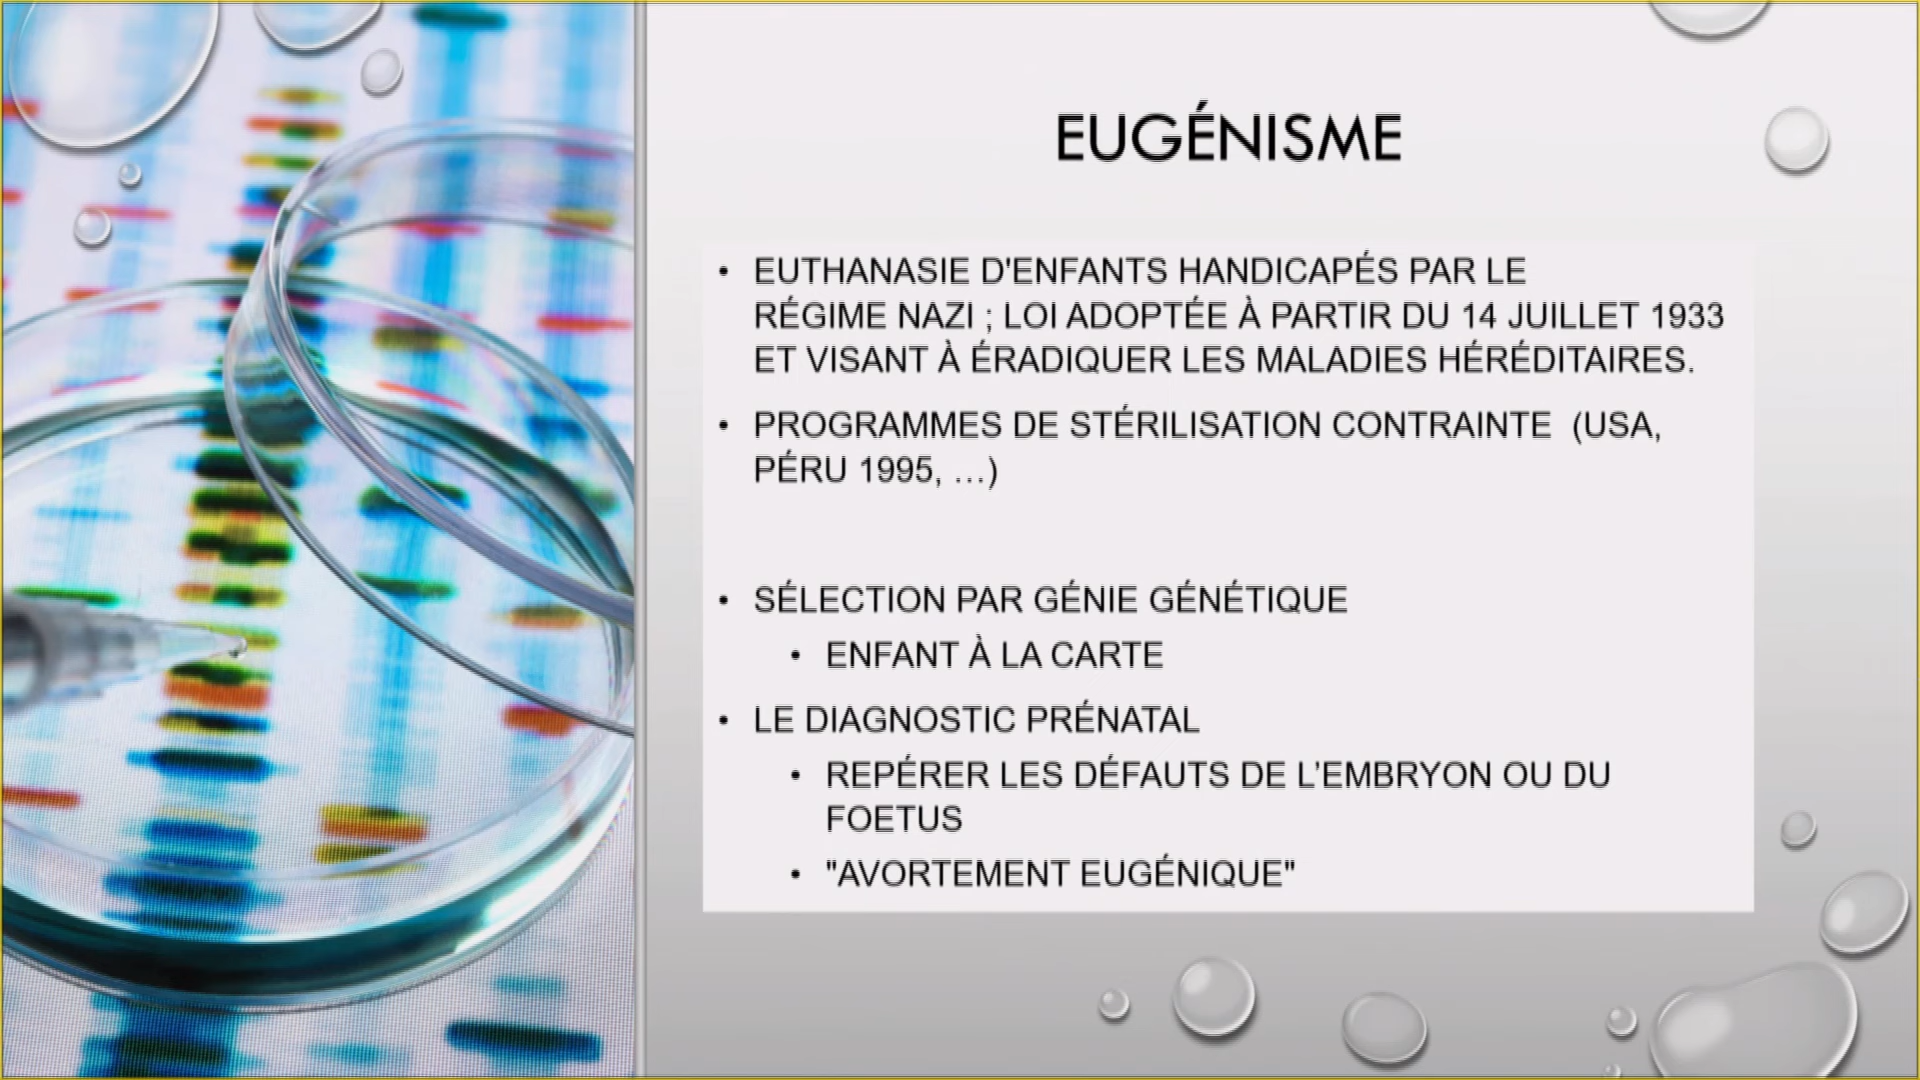 EUGÉNISME
• EUTHANASIE D'ENFANTS HANDICAPÉS PAR LE
RÉGIME NAZI ; LOI ADOPTÉE À PARTIR DU 14 JUILLET 1933
ET VISANT À ÉRADIQUER LES MALADIES HÉRÉDITAIRES.
• PROGRAMMES DE STÉRILISATION CONTRAINTE (USA,
PÉRU 1995, …)
• SÉLECTION PAR GÉNIE GÉNÉTIQUE
• ENFANT À LA CARTE
• LE DIAGNOSTIC PRÉNATAL
• REPÉRER LES DÉFAUTS DE L’EMBRYON OU DU
FOETUS
• "AVORTEMENT EUGÉNIQUE"